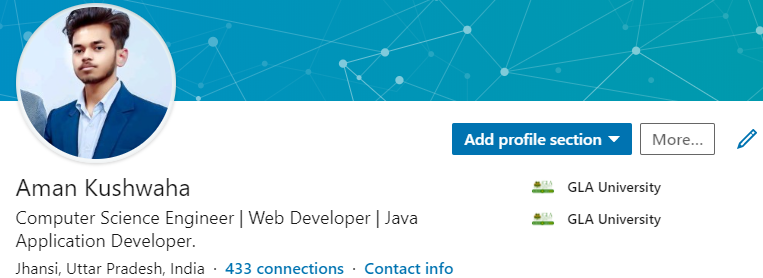 Add profile section
More...
Aman Kushwaha
GLA University
Computer Science Engineer | Web Developer | Java
GLA University
Application Developer.
Jhansi, Uttar Pradesh, India · 433 connections · Contact info